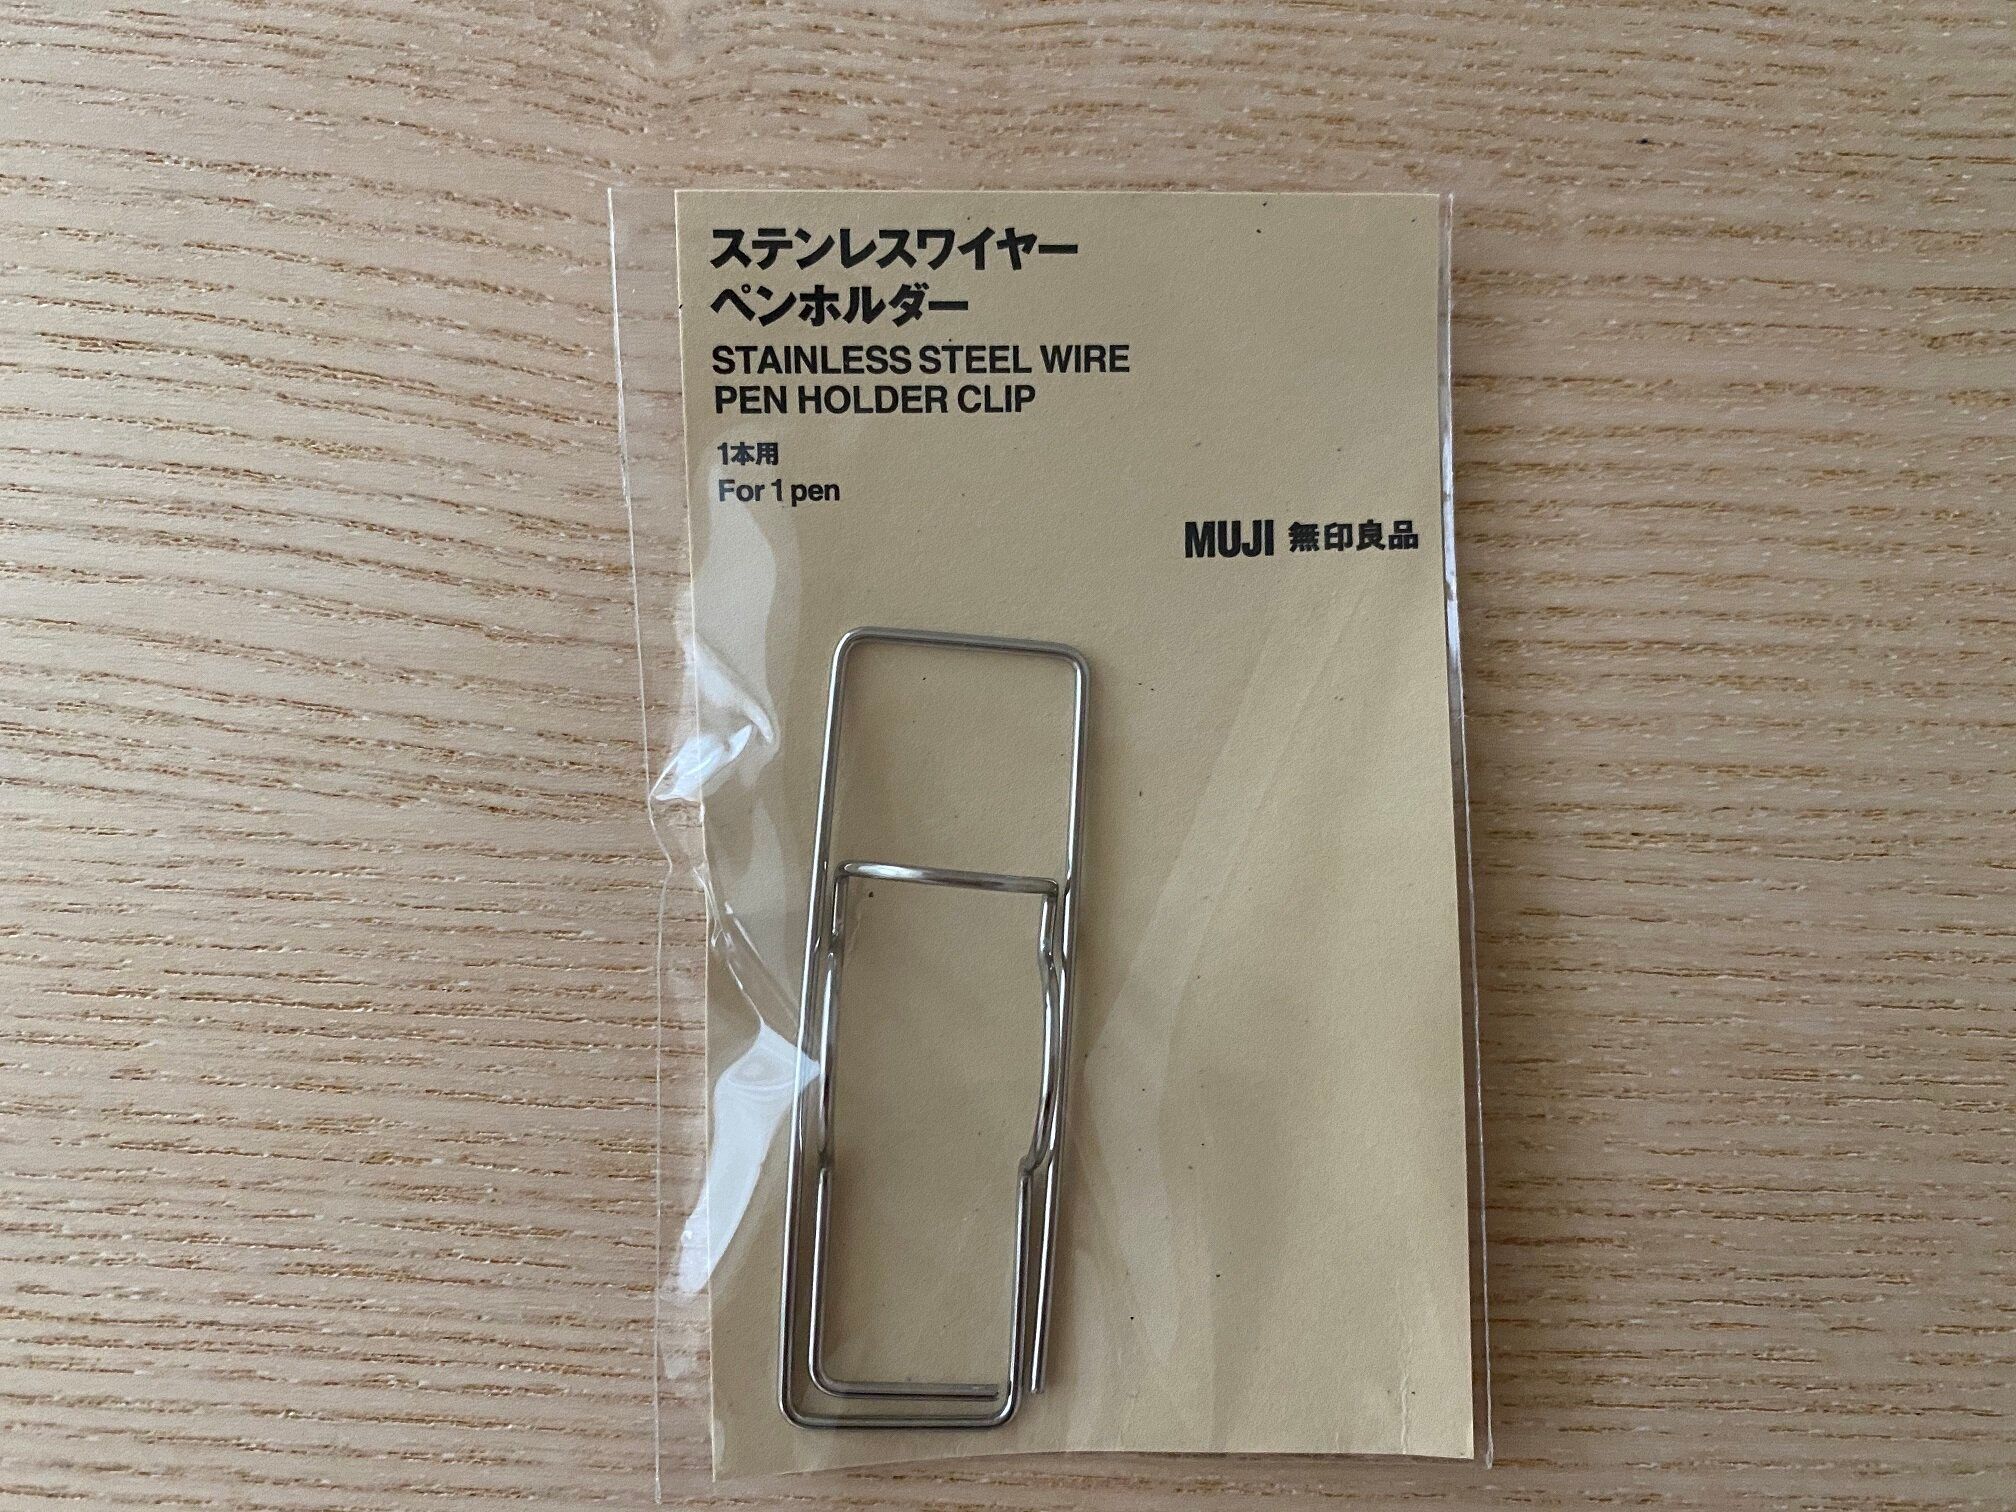 ステンレスワイヤー
ペンホルダー
STAINLESS STEEL WIRE
PEN HOLDER CLIP
1本用
For 1 pen
MUJI 無印良品